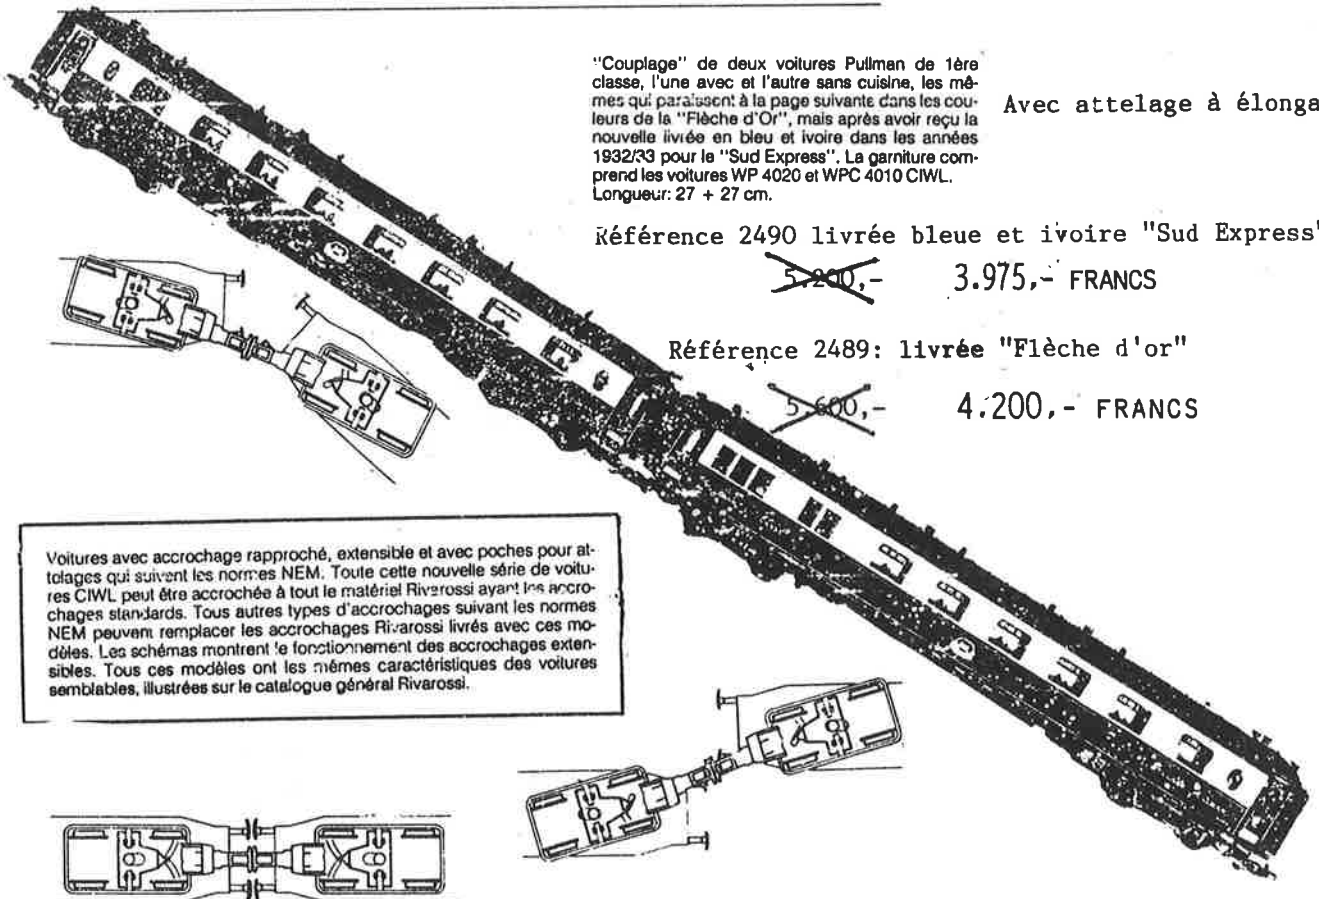 "Couplage" de deux voitures Pullman de 1ère
classe, l'une avec et l'autre sans cuisine, les mê-
mes qui paraissent à la page suivante dans les cou-
leurs de la "Flèche d'Or", mais après avoir reçu la
nouvelle livrée en bleu et ivoire dans les années
1932/33 pour le "Sud Express". La garniture com-
prend les voitures WP 4020 et WPC 4010 CIWL.
Longueur: 27 + 27 cm.
Avec attelage à élonga
Référence 2490 livrée bleue et ivoire "Sud Express"
5.200,- 3.975,- FRANCS
Référence 2489: livrée "Flèche d'or"
5.600,- 4.200,- FRANCS
Voitures avec accrochage rapproché, extensible et avec poches pour at-
telages qui suivent les normes NEM. Toute cette nouvelle série de voitu-
res CIWL peut être accrochée à tout le matériel Rivarossi ayant les accro-
chages standards. Tous autres types d'accrochages suivant les normes
NEM peuvent remplacer les accrochages Rivarossi livrés avec ces mo-
dèles. Les schémas montrent le fonctionnement des accrochages exten-
sibles. Tous ces modèles ont les mêmes caractéristiques des voitures
semblables, illustrées sur le catalogue général Rivarossi.